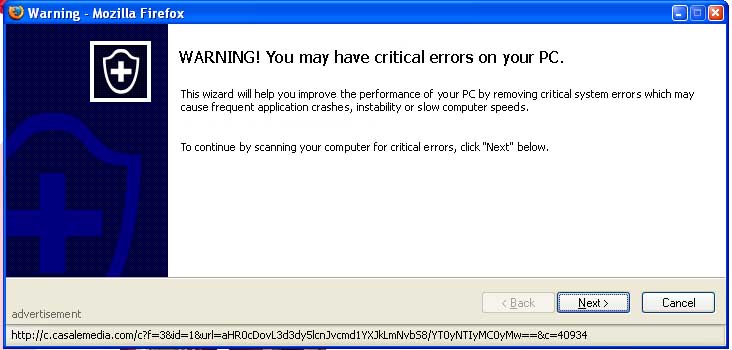 Warning - Mozilla Firefox
WARNING! You may have critical errors on your PC.
This wizard will help you improve the performance of your PC by removing critical system errors which may
cause frequent application crashes, instability or slow computer speeds.
To continue by scanning your computer for critical errors, click "Next" below.
< Back
Next >
Cancel
advertisement
http://c.casalemedia.com/c?f=3&id=1&url=aHR0cDovL3d3dy5lcnJvcmd1YXJkLmNvbS8/YT0yNTIyMC0yMw==&c=40934